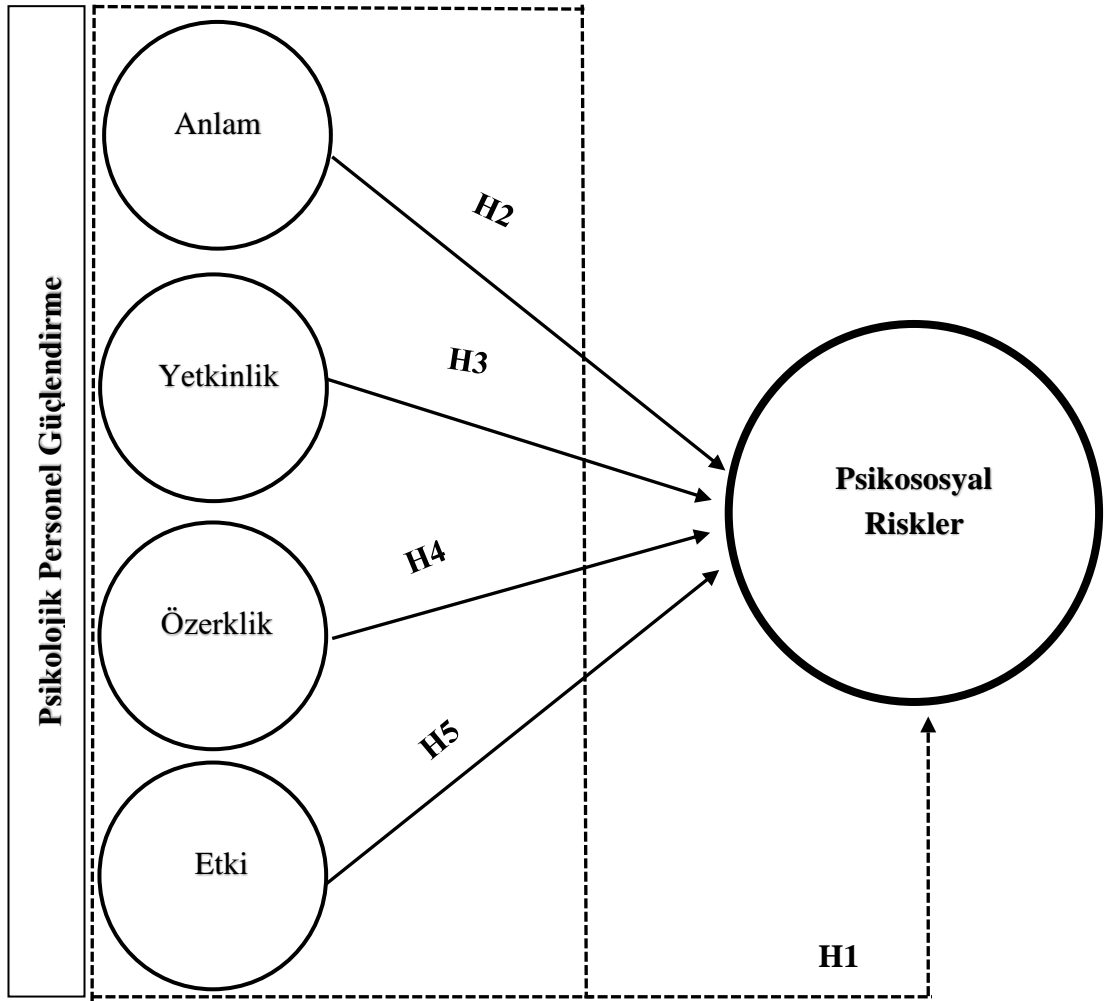 Psikolojik Personel Güçlendirme
Anlam
H2
Yetkinlik
H3
Psikososyal
Riskler
Özerklik
H4
Etki
H5
H1